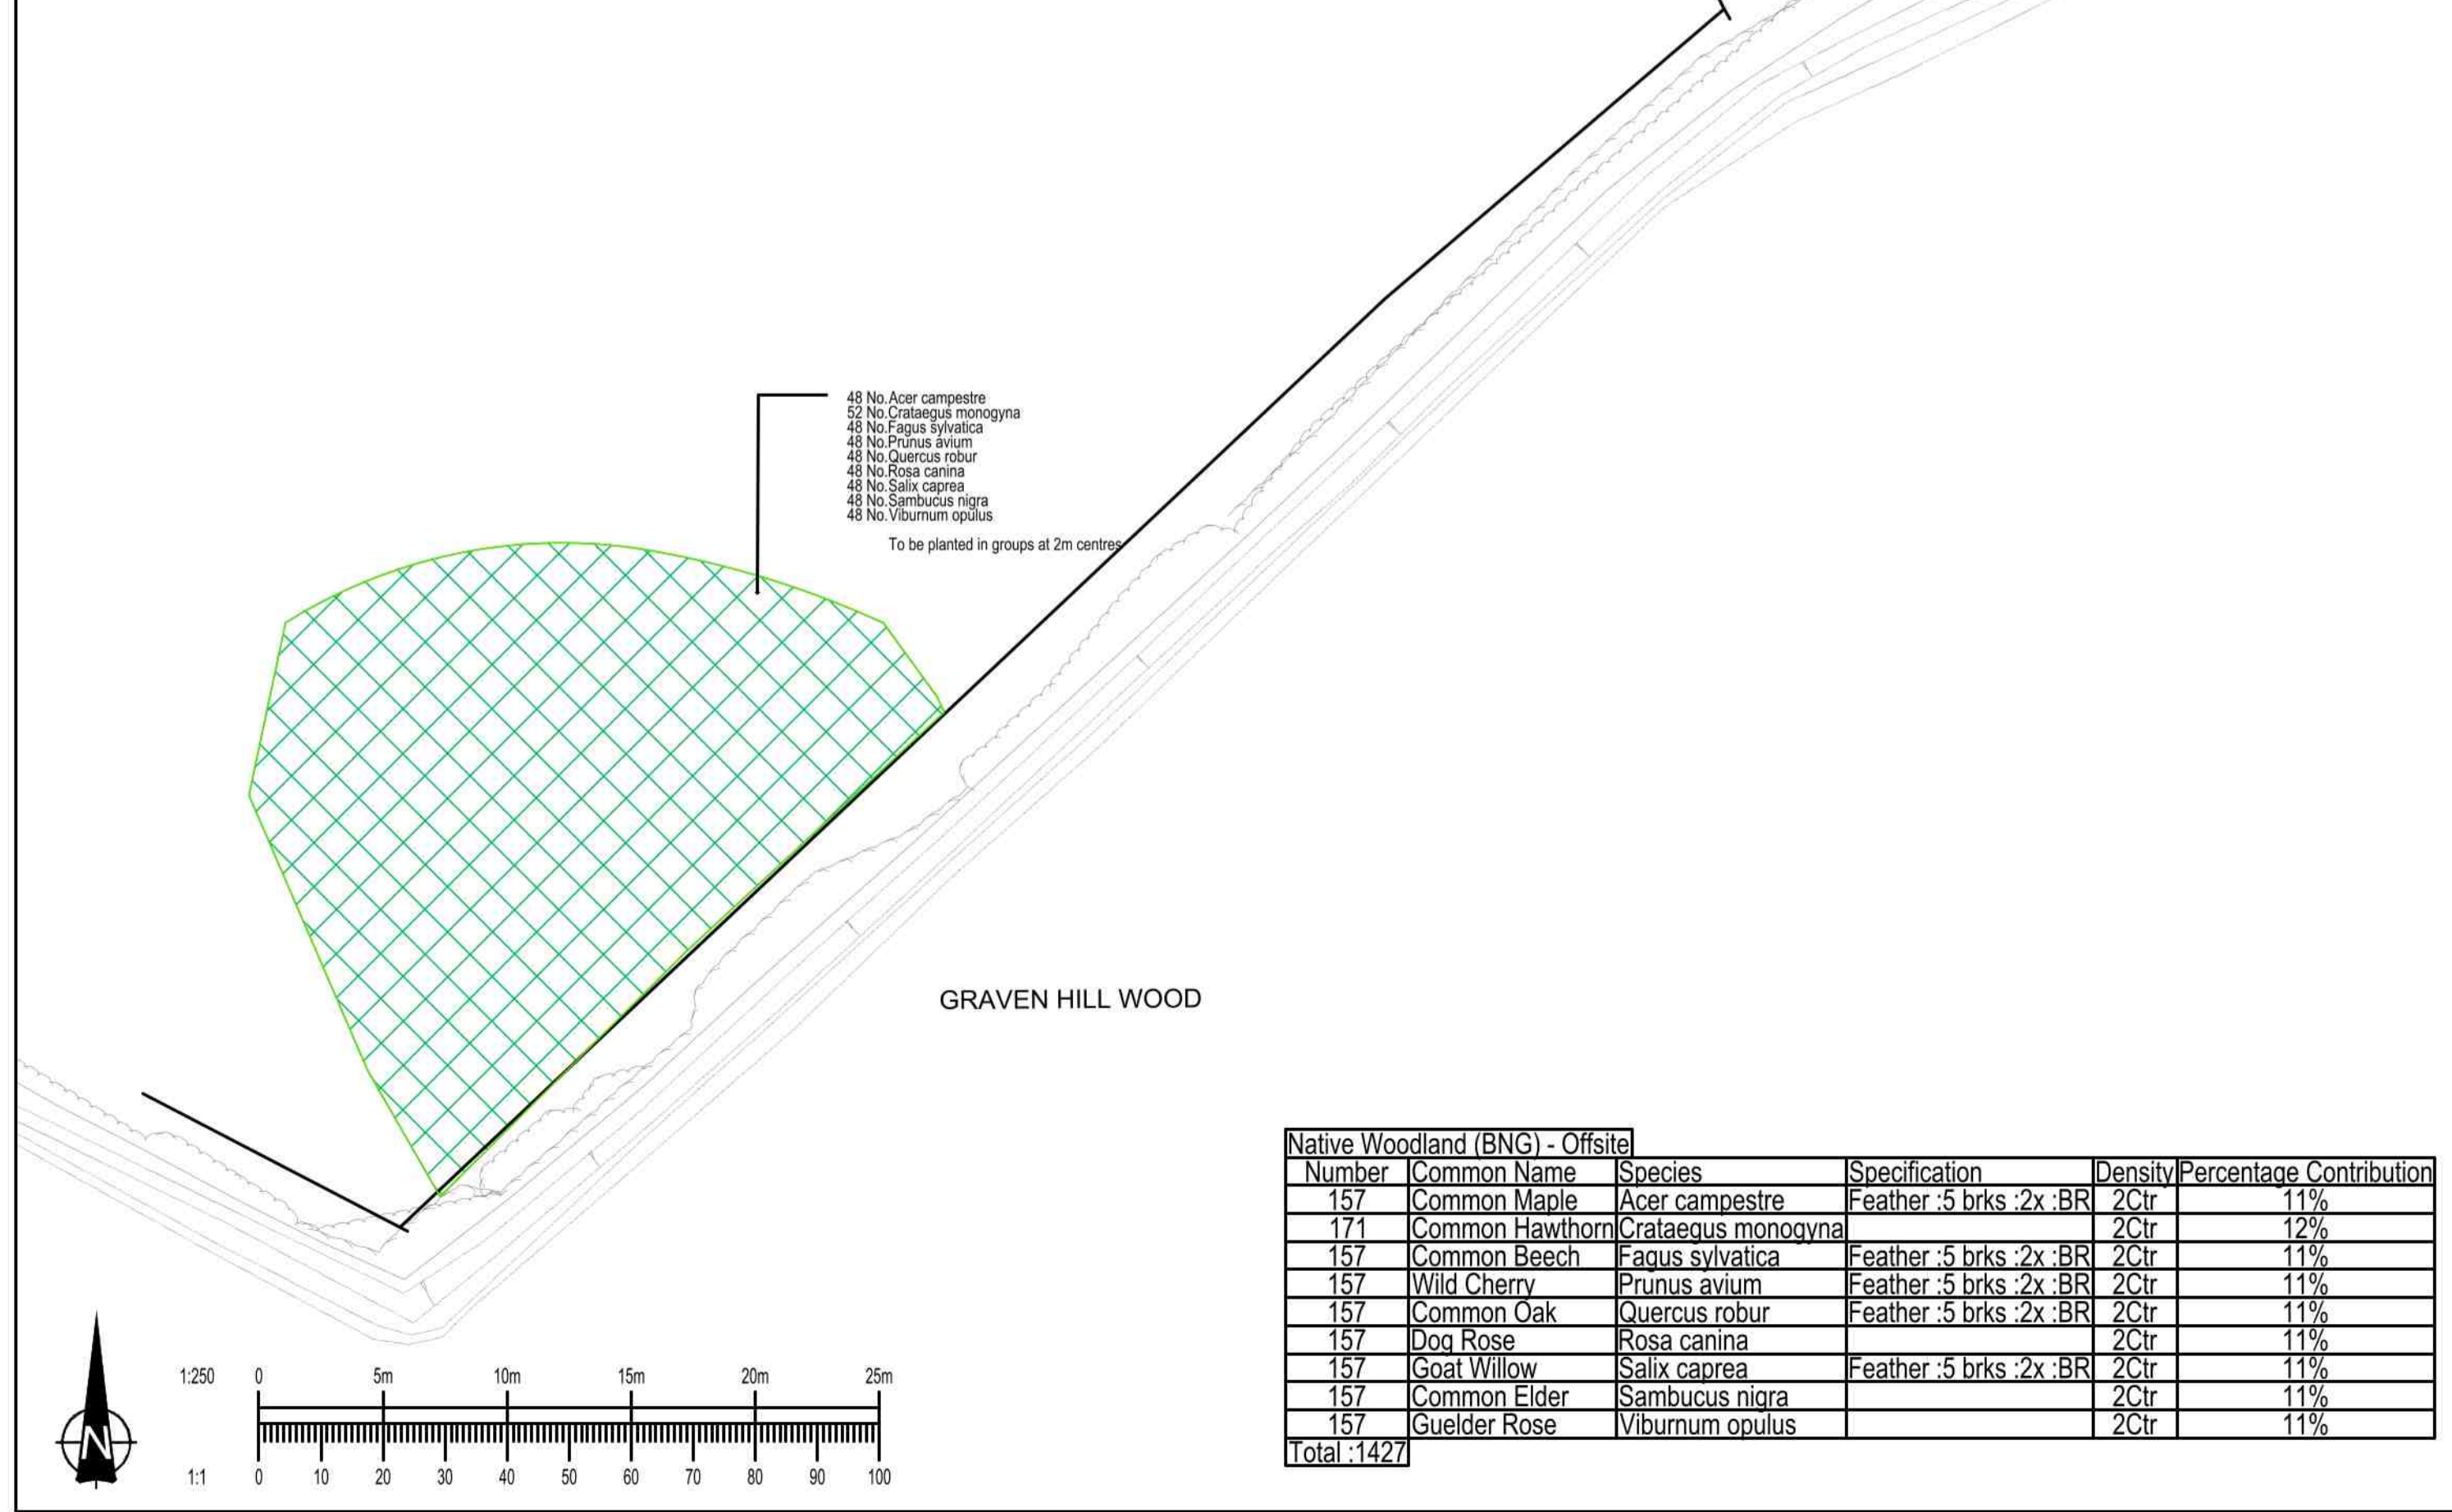 48 No.Acer campestre
52 No.Crataegus monogyna
48 No.Fagus sylvatica
48 No.Prunus avium
48 No.Quercus robur
48 No.Rosa canina
48 No.Salix caprea
48 No.Sambucus nigra
48 No.Viburnum opulus
To be planted in groups at 2m centres
GRAVEN HILL WOOD
Native Woodland (BNG) - Offsite
Number Common Name Species Specification Density Percentage Contribution
157 Common Maple Acer campestre Feather :5 brks :2x :BR 2Ctr 11%
171 Common Hawthorn Crataegus monogyna 2Ctr 12%
157 Common Beech Fagus sylvatica Feather :5 brks :2x :BR 2Ctr 11%
157 Wild Cherry Prunus avium Feather :5 brks :2x :BR 2Ctr 11%
157 Common Oak Quercus robur Feather :5 brks :2x :BR 2Ctr 11%
157 Dog Rose Rosa canina 2Ctr 11%
157 Goat Willow Salix caprea Feather :5 brks :2x :BR 2Ctr 11%
157 Common Elder Sambucus nigra 2Ctr 11%
157 Guelder Rose Viburnum opulus 2Ctr 11%
Total :1427
N
1:250 0 5m 10m 15m 20m 25m
1:1 0 10 20 30 40 50 60 70 80 90 100